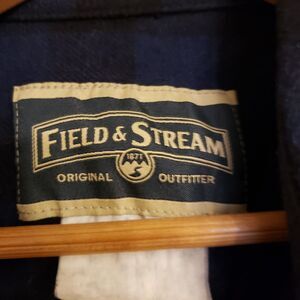 FIELD & STREAM
1871
ORIGINAL OUTFITTER